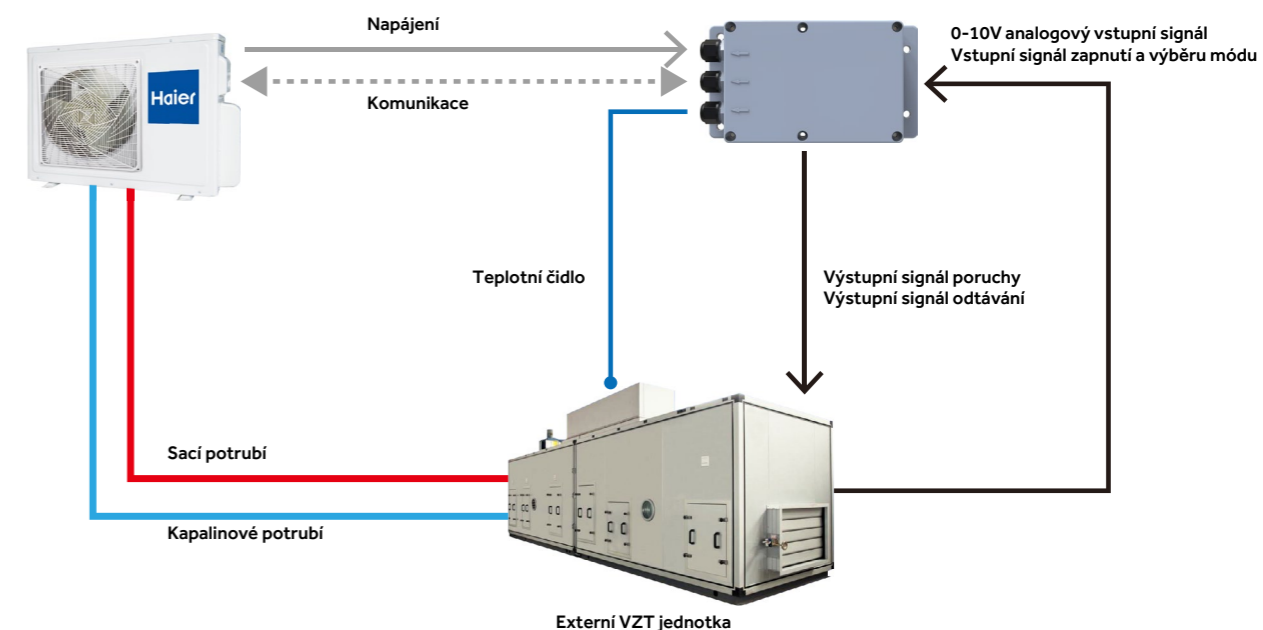 Napájení
0-10V analogový vstupní signál
Vstupní signál zapnutí a výběru módu
Haier
Komunikace
Teplotní čidlo
Výstupní signál poruchy
Výstupní signál odtávání
Sací potrubí
Kapalinové potrubí
Externí VZT jednotka